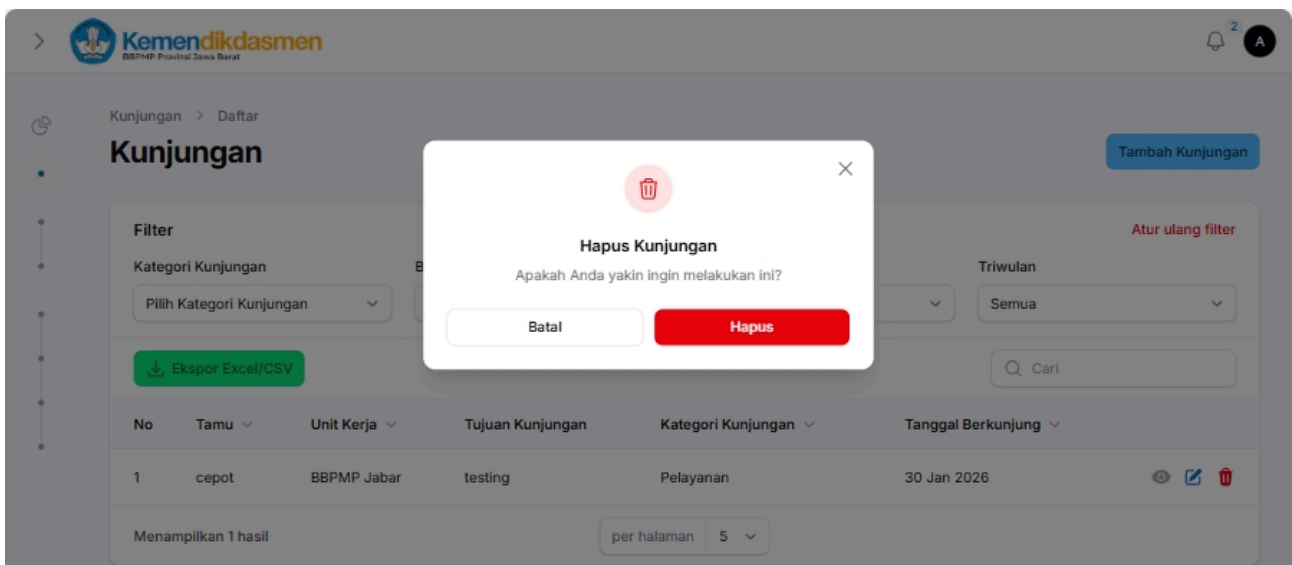 Kemendikdasmen
BBPMP Provinsi Jawa Barat
2
A
Kunjungan > Daftar
Kunjungan
Tambah Kunjungan
Filter
Atur ulang filter
Kategori Kunjungan
B
Triwulan
Pilih Kategori Kunjungan
Semua
Hapus Kunjungan
Apakah Anda yakin ingin melakukan ini?
Batal
Hapus
Ekspor Excel/CSV
Cari
No Tamu Unit Kerja Tujuan Kunjungan Kategori Kunjungan Tanggal Berkunjung
1 cepot BBPMP Jabar testing Pelayanan 30 Jan 2026
Menampilkan 1 hasil
per halaman 5